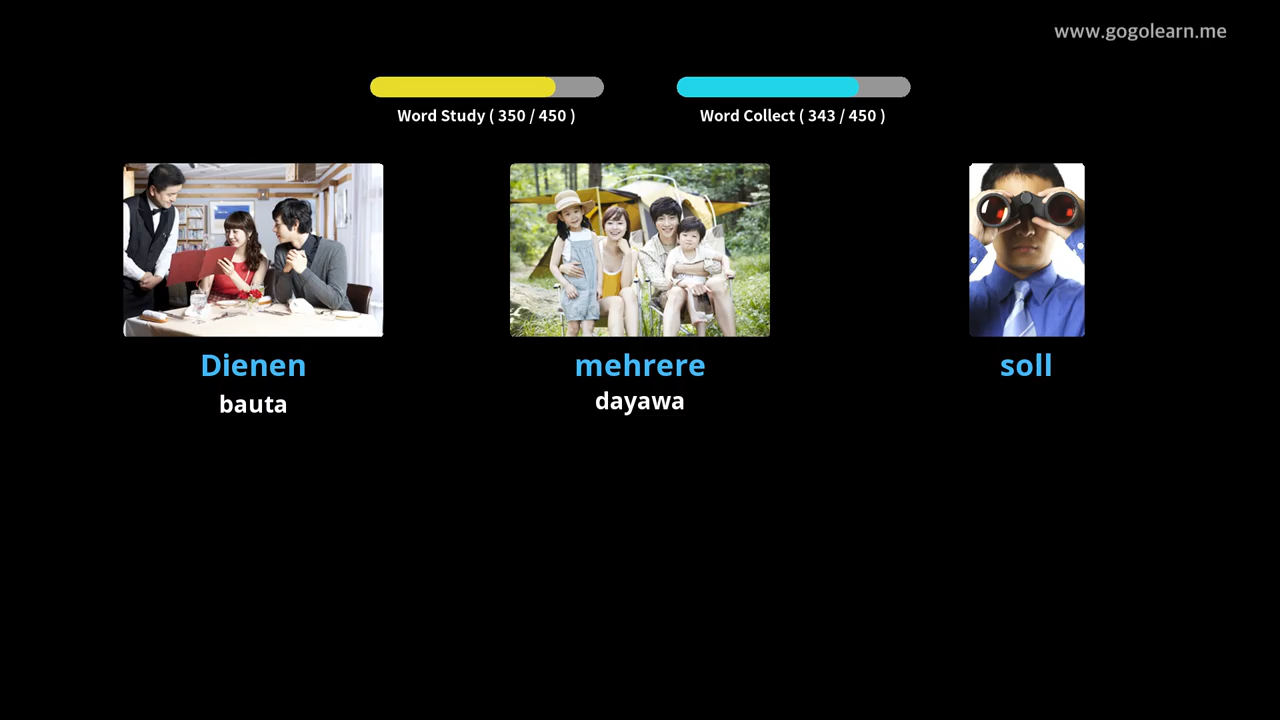 www.gogolearn.me
Word Study ( 350 / 450 )
Word Collect ( 343 / 450 )
Dienen
bauta
mehrere
dayawa
soll